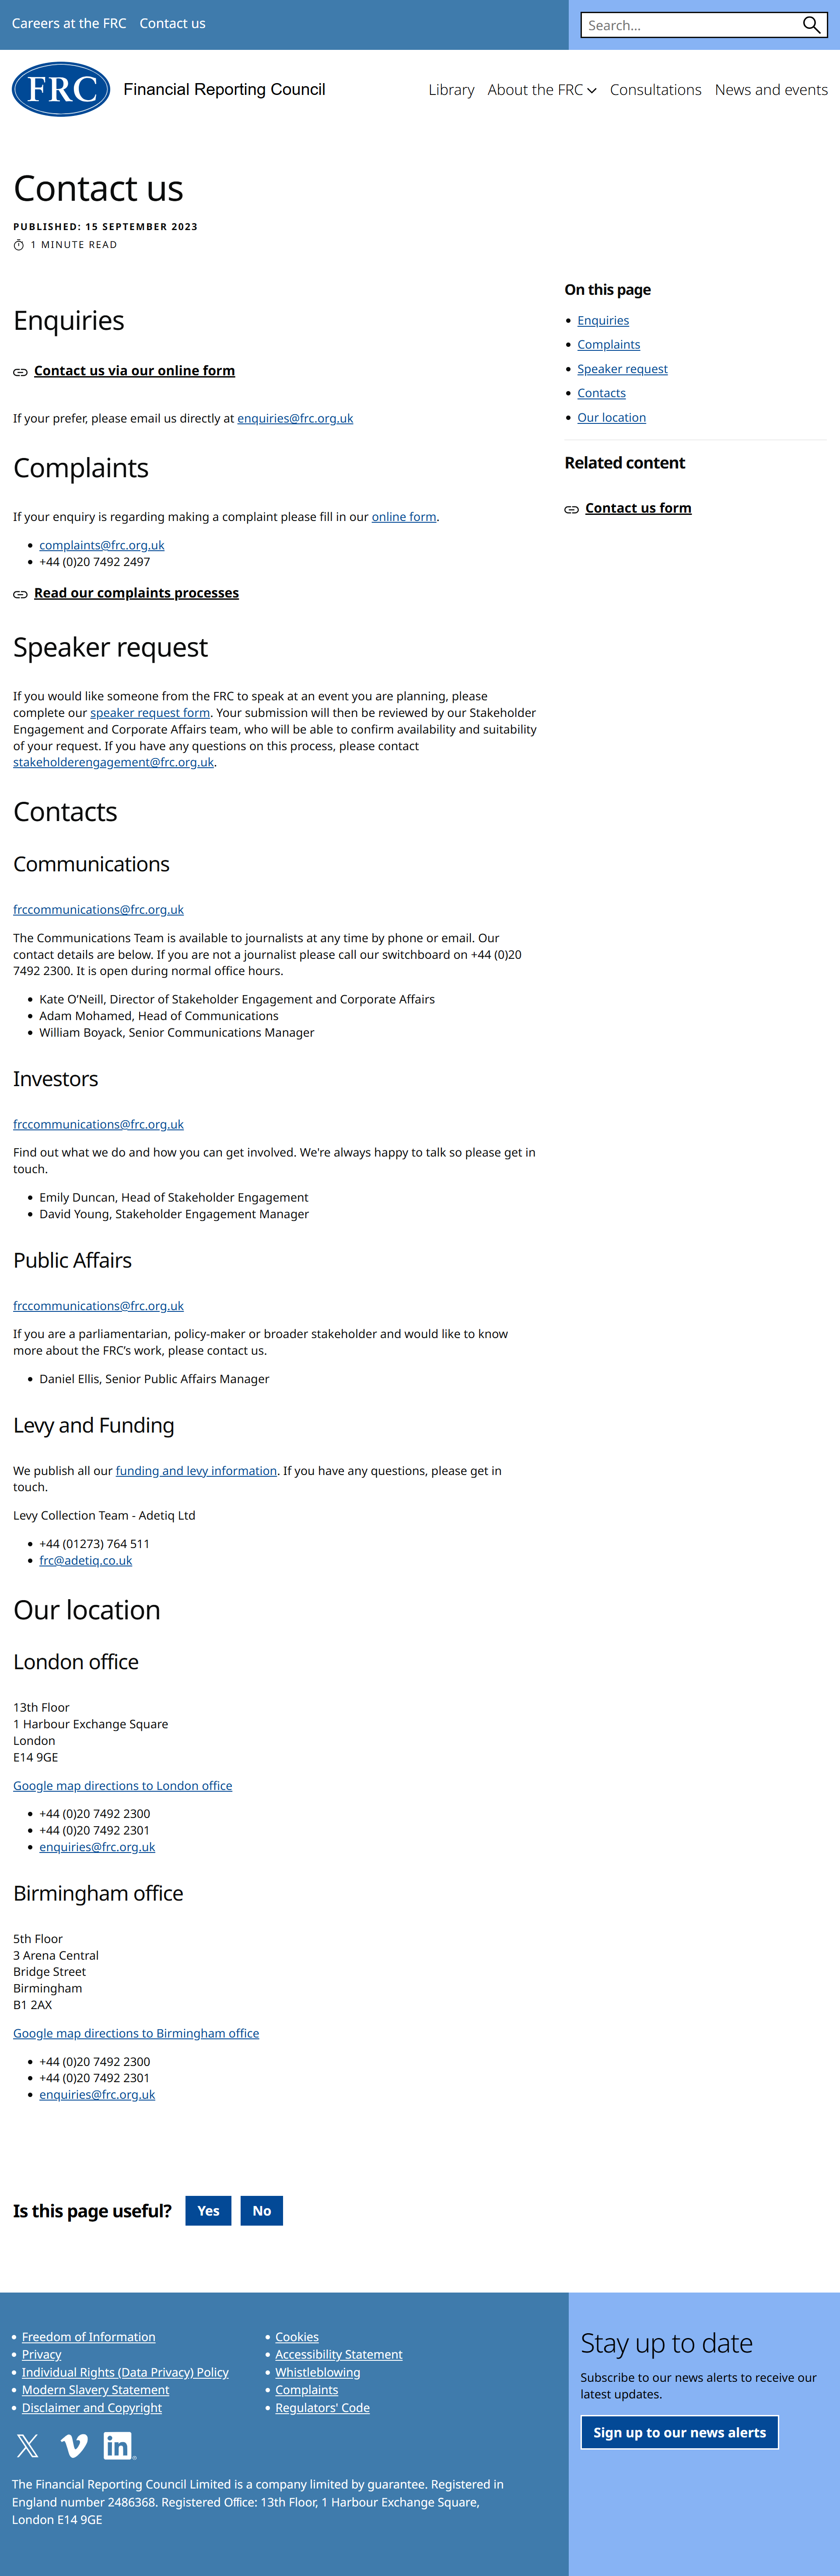 Careers at the FRC Contact us
Search...
FRC Financial Reporting Council
Library About the FRC Consultations News and events
Contact us
PUBLISHED: 15 SEPTEMBER 2023
1 MINUTE READ
Enquiries
Contact us via our online form
If your prefer, please email us directly at enquiries@frc.org.uk
Complaints
If your enquiry is regarding making a complaint please fill in our online form.
complaints@frc.org.uk
+44 (0)20 7492 2497
Read our complaints processes
Speaker request
If you would like someone from the FRC to speak at an event you are planning, please
complete our speaker request form. Your submission will then be reviewed by our Stakeholder
Engagement and Corporate Affairs team, who will be able to confirm availability and suitability
of your request. If you have any questions on this process, please contact
stakeholderengagement@frc.org.uk.
Contacts
Communications
frccommunications@frc.org.uk
The Communications Team is available to journalists at any time by phone or email. Our
contact details are below. If you are not a journalist please call our switchboard on +44 (0)20
7492 2300. It is open during normal office hours.
Kate O’Neill, Director of Stakeholder Engagement and Corporate Affairs
Adam Mohamed, Head of Communications
William Boyack, Senior Communications Manager
Investors
frccommunications@frc.org.uk
Find out what we do and how you can get involved. We're always happy to talk so please get in
touch.
Emily Duncan, Head of Stakeholder Engagement
David Young, Stakeholder Engagement Manager
Public Affairs
frccommunications@frc.org.uk
If you are a parliamentarian, policy-maker or broader stakeholder and would like to know
more about the FRC’s work, please contact us.
Daniel Ellis, Senior Public Affairs Manager
Levy and Funding
We publish all our funding and levy information. If you have any questions, please get in
touch.
Levy Collection Team - Adetiq Ltd
+44 (01273) 764 511
frc@adetiq.co.uk
Our location
London office
13th Floor
1 Harbour Exchange Square
London
E14 9GE
Google map directions to London office
+44 (0)20 7492 2300
+44 (0)20 7492 2301
enquiries@frc.org.uk
Birmingham office
5th Floor
3 Arena Central
Bridge Street
Birmingham
B1 2AX
Google map directions to Birmingham office
+44 (0)20 7492 2300
+44 (0)20 7492 2301
enquiries@frc.org.uk
On this page
Enquiries
Complaints
Speaker request
Contacts
Our location
Related content
Contact us form
Is this page useful? Yes No
Freedom of Information
Privacy
Individual Rights (Data Privacy) Policy
Modern Slavery Statement
Disclaimer and Copyright
Cookies
Accessibility Statement
Whistleblowing
Complaints
Regulators' Code
The Financial Reporting Council Limited is a company limited by guarantee. Registered in
England number 2486368. Registered Office: 13th Floor, 1 Harbour Exchange Square,
London E14 9GE
Stay up to date
Subscribe to our news alerts to receive our
latest updates.
Sign up to our news alerts